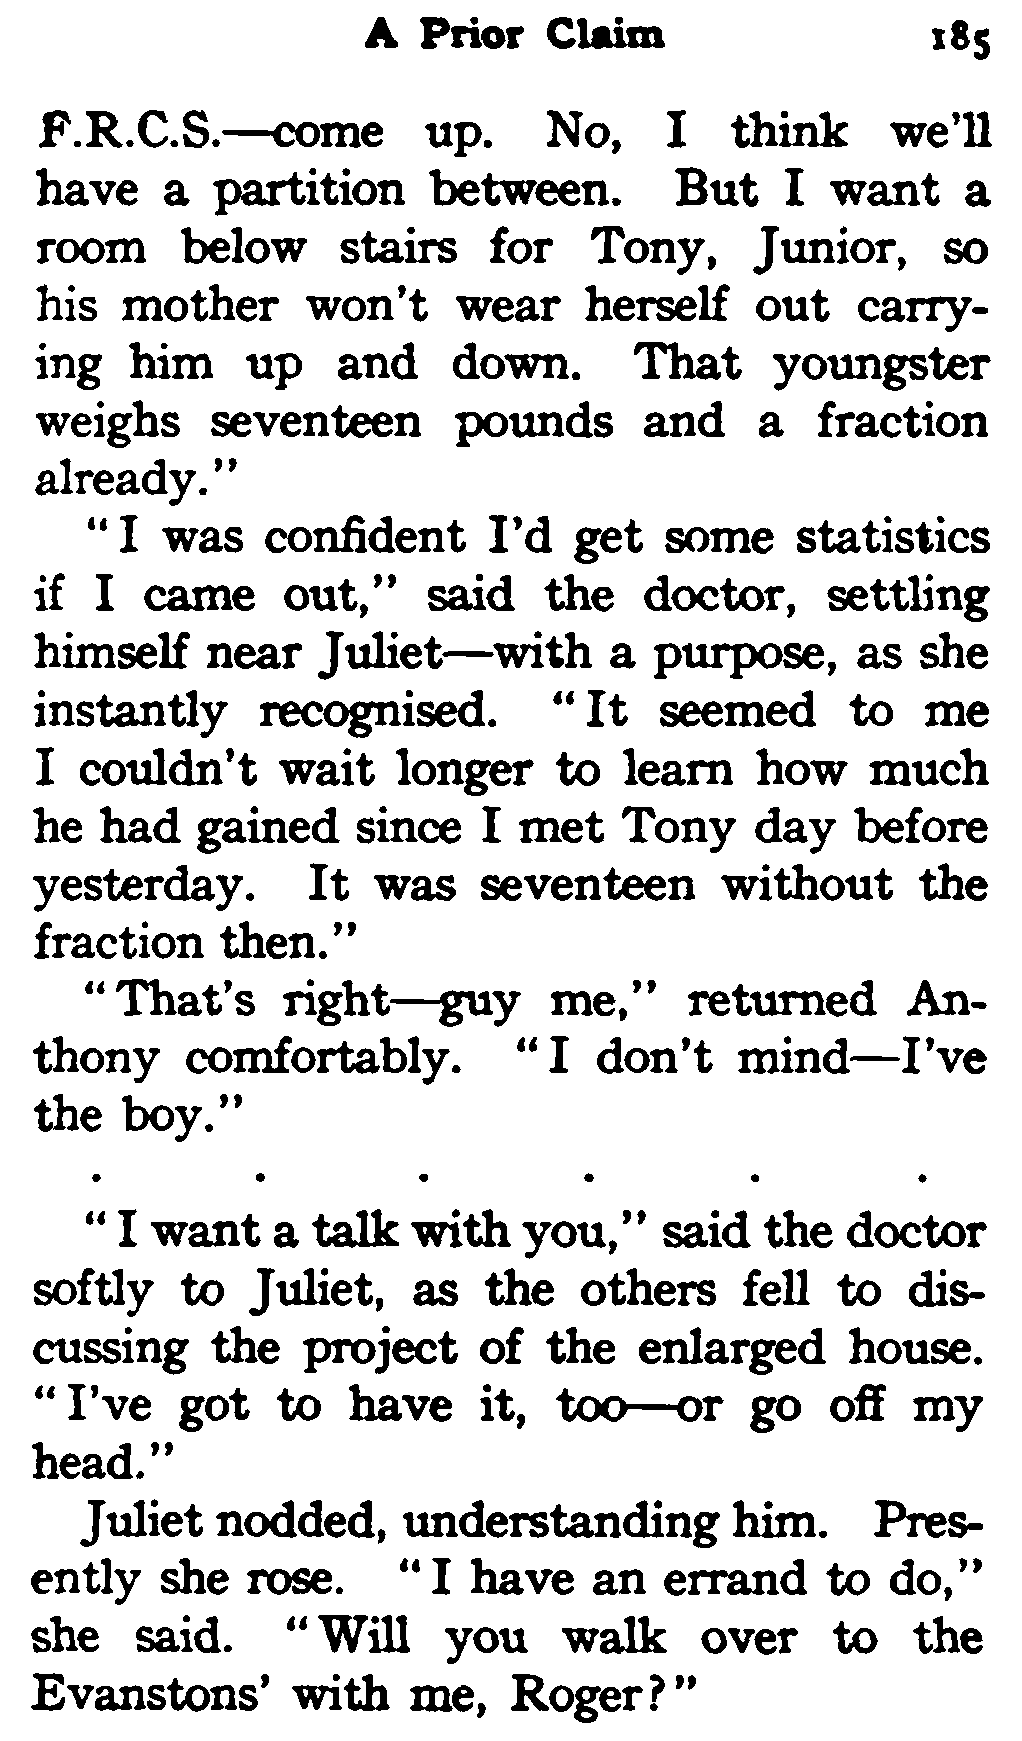 A Prior Claim 185
F.R.C.S.—come up. No, I think we'll
have a partition between. But I want a
room below stairs for Tony, Junior, so
his mother won't wear herself out carry-
ing him up and down. That youngster
weighs seventeen pounds and a fraction
already."
"I was confident I'd get some statistics
if I came out," said the doctor, settling
himself near Juliet—with a purpose, as she
instantly recognised. "It seemed to me
I couldn't wait longer to learn how much
he had gained since I met Tony day before
yesterday. It was seventeen without the
fraction then."
"That's right—guy me," returned An-
thony comfortably. "I don't mind—I've
the boy."
. . . . . .
"I want a talk with you," said the doctor
softly to Juliet, as the others fell to dis-
cussing the project of the enlarged house.
"I've got to have it, too—or go off my
head."
Juliet nodded, understanding him. Pres-
ently she rose. "I have an errand to do,"
she said. "Will you walk over to the
Evanstons' with me, Roger?"